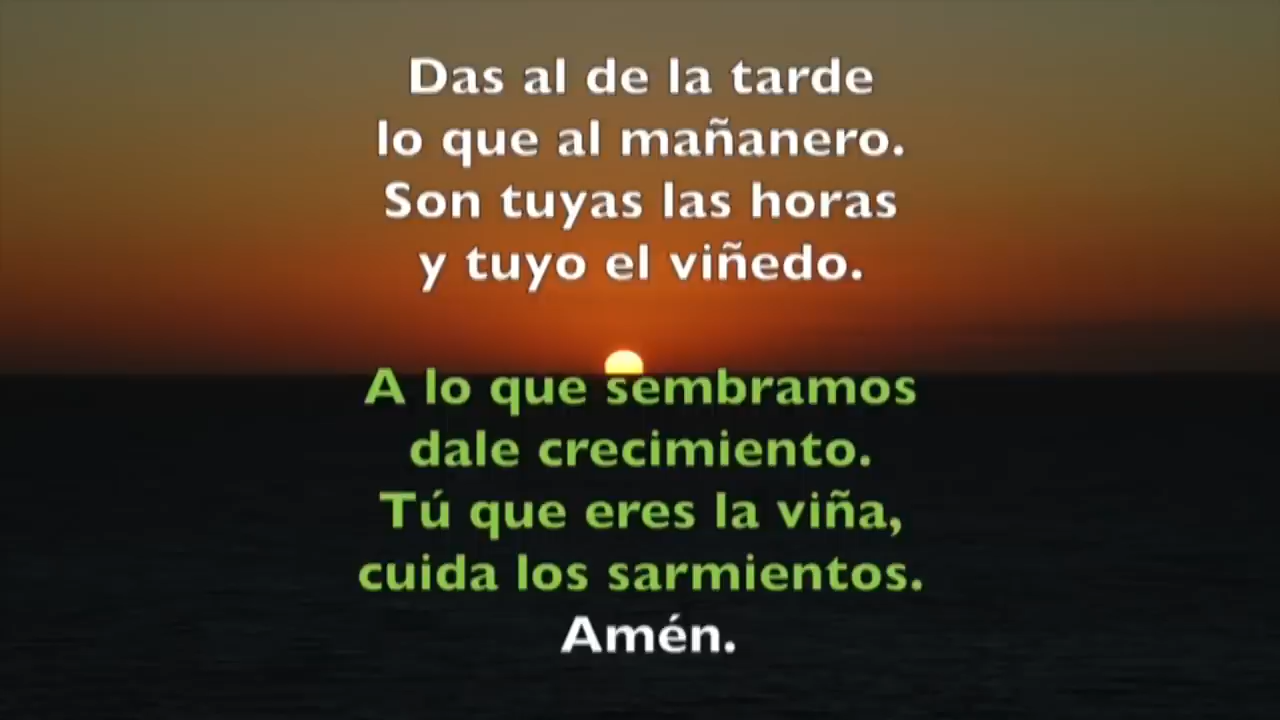 Das al de la tarde
lo que al mañanero.
Son tuyas las horas
y tuyo el viñedo.
A lo que sembramos
dale crecimiento.
Tú que eres la viña,
cuida los sarmientos.
Amén.